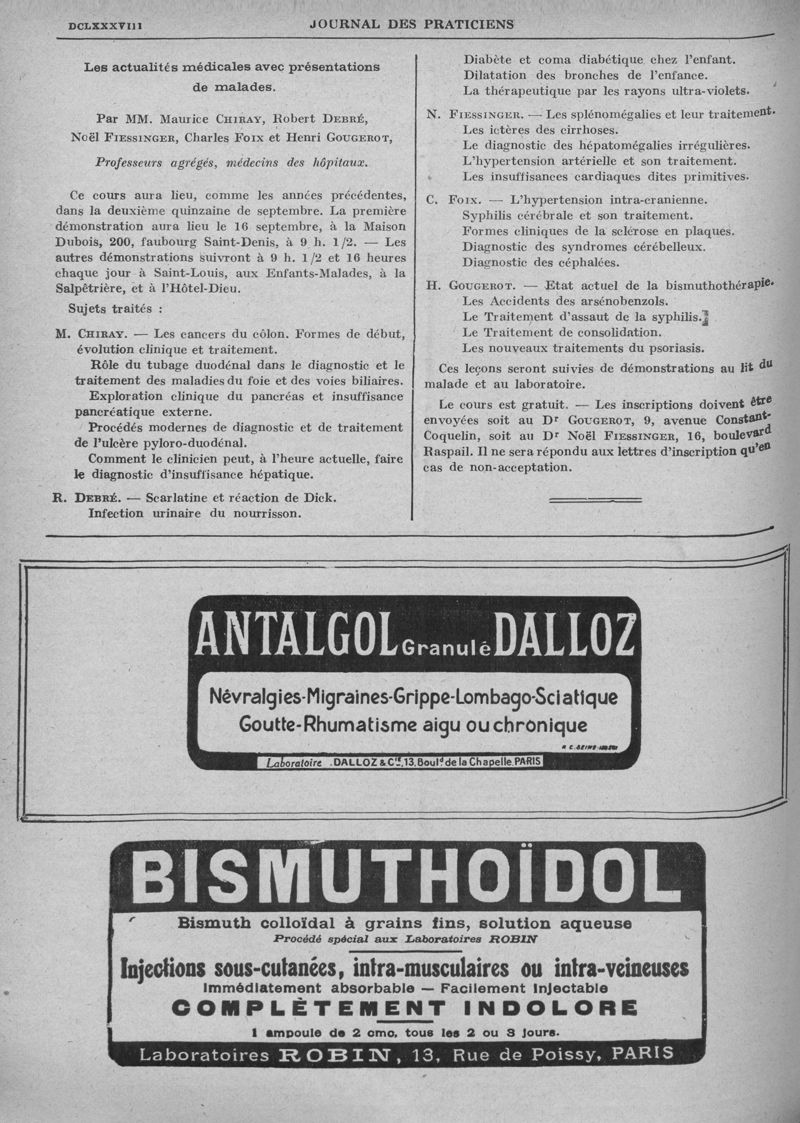 DCLXXXVIII
JOURNAL DES PRATICIENS
Les actualités médicales avec présentations
de malades.
Par MM. Maurice CHIRAY, Robert DEBRÉ,
Noël FIESSINGER, Charles FOIX et Henri GOUGEROT,
Professeurs agrégés, médecins des hôpitaux.
Ce cours aura lieu, comme les années précédentes,
dans la deuxième quinzaine de septembre. La première
démonstration aura lieu le 16 septembre, à la Maison
Dubois, 200, faubourg Saint-Denis, à 9 h. 1/2. — Les
autres démonstrations suivront à 9 h. 1/2 et 16 heures
chaque jour à Saint-Louis, aux Enfants-Malades, à la
Salpêtrière, et à l'Hôtel-Dieu.
Sujets traités :
M. CHIRAY. — Les cancers du côlon. Formes de début,
évolution clinique et traitement.
Rôle du tubage duodénal dans le diagnostic et le
traitement des maladies du foie et des voies biliaires.
Exploration clinique du pancréas et insuffisance
pancréatique externe.
Procédés modernes de diagnostic et de traitement
de l'ulcère pyloro-duodénal.
Comment le clinicien peut, à l'heure actuelle, faire
le diagnostic d'insuffisance hépatique.
R. DEBRÉ. — Scarlatine et réaction de Dick.
Infection urinaire du nourrisson.
Diabète et coma diabétique chez l'enfant.
Dilatation des bronches de l'enfance.
La thérapeutique par les rayons ultra-violets.
N. FIESSINGER. — Les splénomégalies et leur traitement.
Les ictères des cirrhoses.
Le diagnostic des hépatomégalies irrégulières.
L'hypertension artérielle et son traitement.
Les insuffisances cardiaques dites primitives.
C. FOIX. — L'hypertension intra-cranienne.
Syphilis cérébrale et son traitement.
Formes cliniques de la sclérose en plaques.
Diagnostic des syndromes cérébelleux.
Diagnostic des céphalées.
H. GOUGEROT. — Etat actuel de la bismuthothérapie.
Les Accidents des arsénobenzols.
Le Traitement d'assaut de la syphilis.
Le Traitement de consolidation.
Les nouveaux traitements du psoriasis.
Ces leçons seront suivies de démonstrations au lit du
malade et au laboratoire.
Le cours est gratuit. — Les inscriptions doivent être
envoyées soit au Dr GOUGEROT, 9, avenue Constant-
Coquelin, soit au Dr Noël FIESSINGER, 16, boulevard
Raspail. Il ne sera répondu aux lettres d'inscription qu'en
cas de non-acceptation.
ANTALGOL Granulé DALLOZ
Névralgies-Migraines-Grippe-Lombago-Sciatique
Goutte-Rhumatisme aigu ou chronique
Laboratoire .DALLOZ & Cie, 13, Bould de la Chapelle. PARIS
BISMUTHOÏDOL
Bismuth colloïdal à grains fins, solution aqueuse
Procédé spécial aux Laboratoires ROBIN
Injections sous-cutanées, intra-musculaires ou intra-veineuses
Immédiatement absorbable — Facilement Injectable
COMPLÈTEMENT INDOLORE
1 ampoule de 2 cmc, tous les 2 ou 3 jours.
Laboratoires ROBIN, 13, Rue de Poissy, PARIS